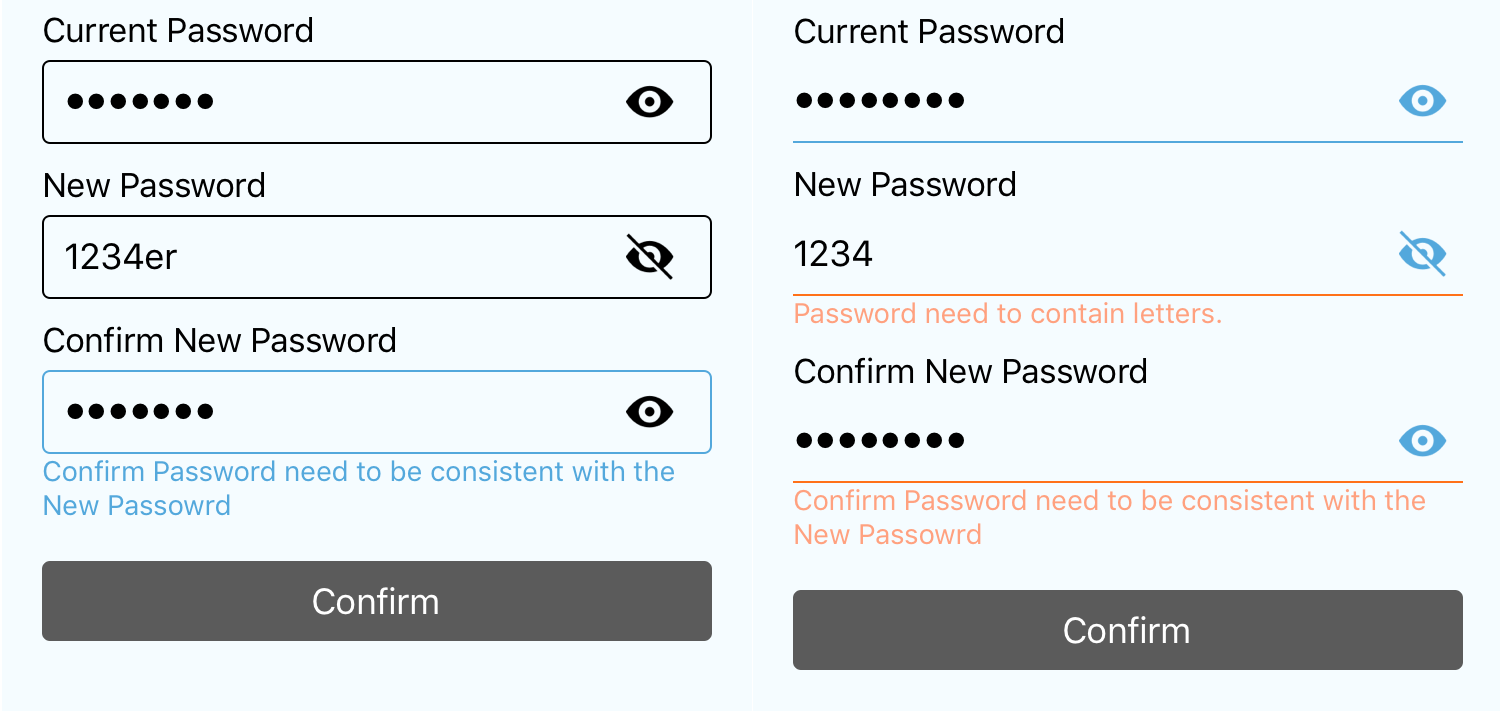 Current Password
•••••••
New Password
1234er
Confirm New Password
•••••••
Confirm Password need to be consistent with the
New Passowrd
Confirm
Current Password
••••••••
New Password
1234
Password need to contain letters.
Confirm New Password
••••••••
Confirm Password need to be consistent with the
New Passowrd
Confirm